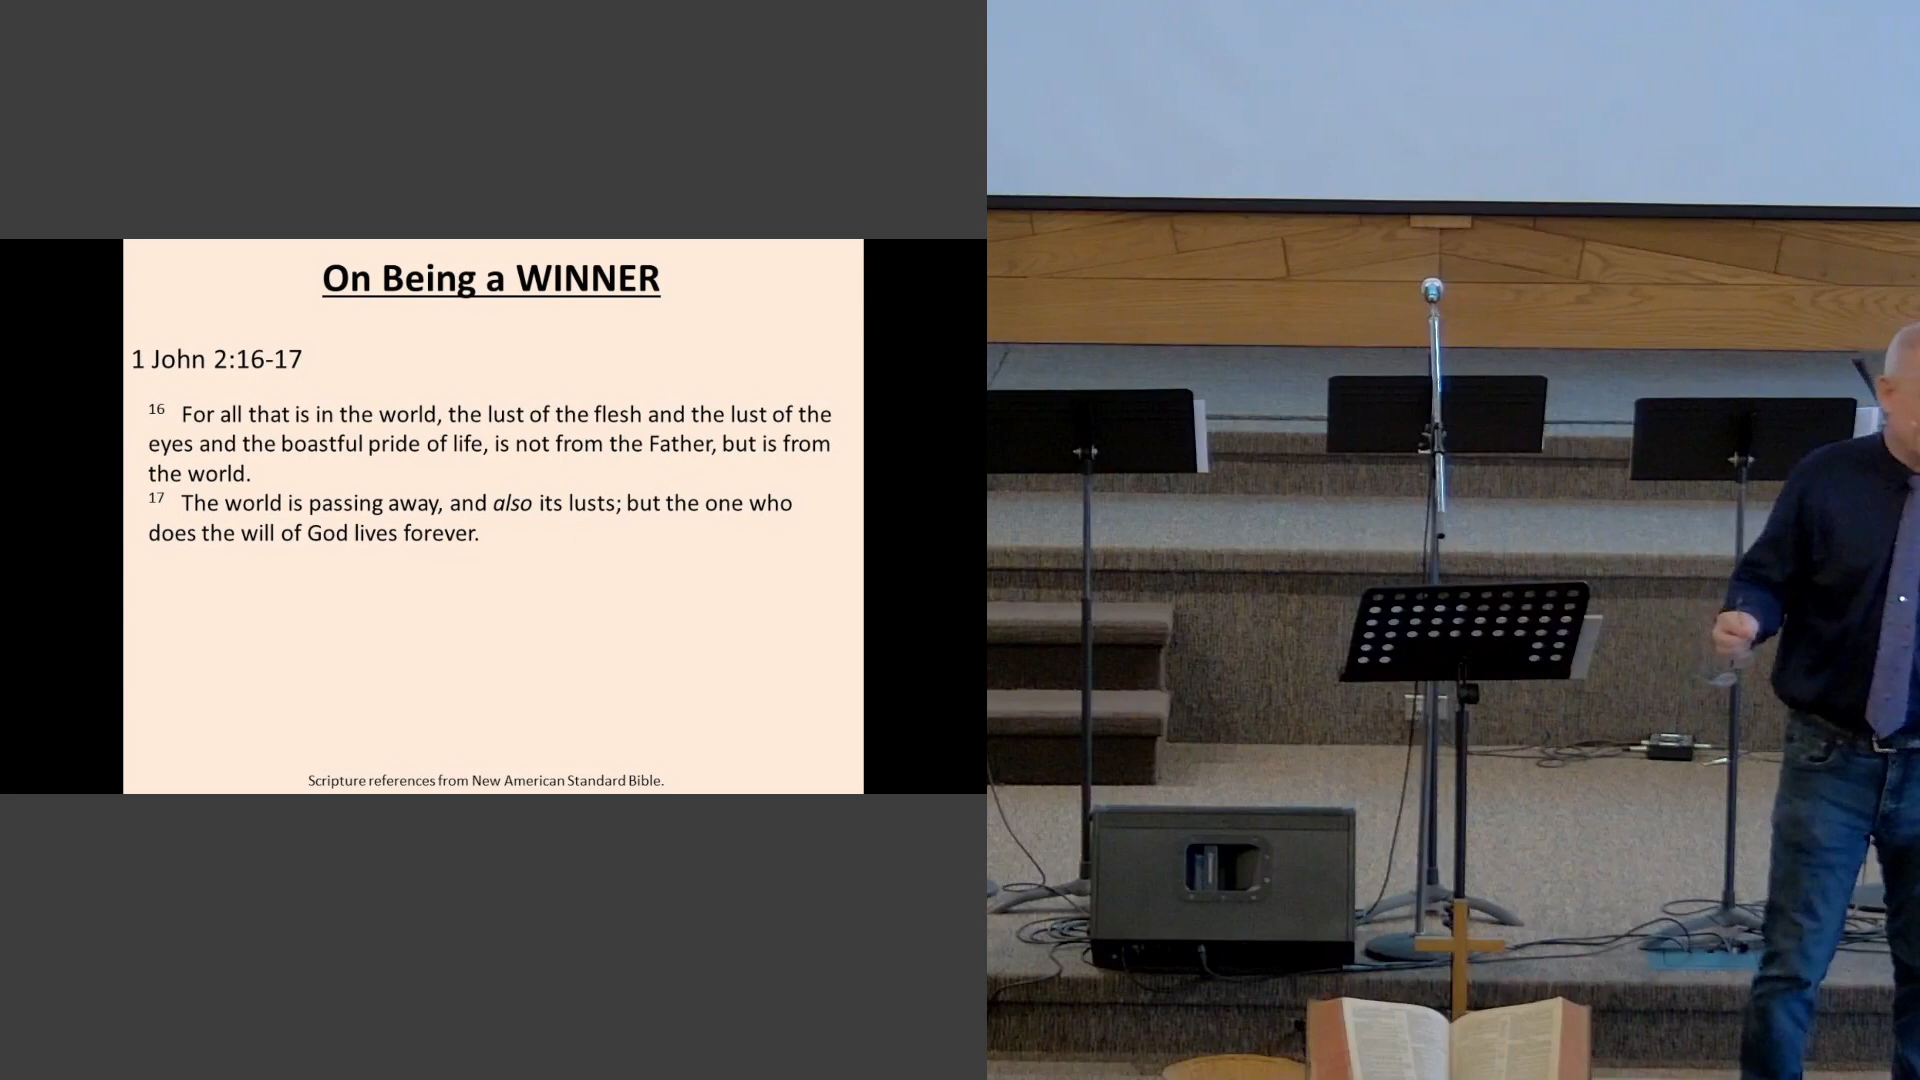 On Being a WINNER
1 John 2:16-17
16 For all that is in the world, the lust of the flesh and the lust of the
eyes and the boastful pride of life, is not from the Father, but is from
the world.
17 The world is passing away, and also its lusts; but the one who
does the will of God lives forever.
Scripture references from New American Standard Bible.